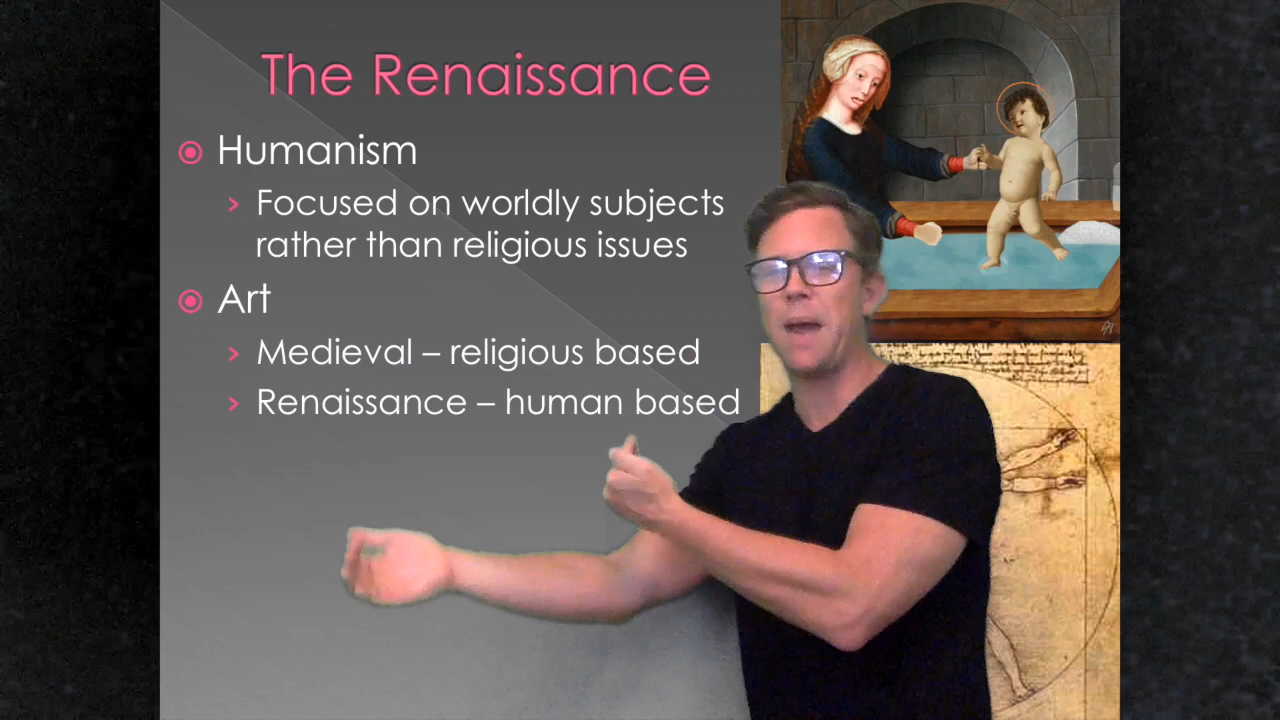 The Renaissance
Humanism
Focused on worldly subjects
rather than religious issues
Art
Medieval – religious based
Renaissance – human based